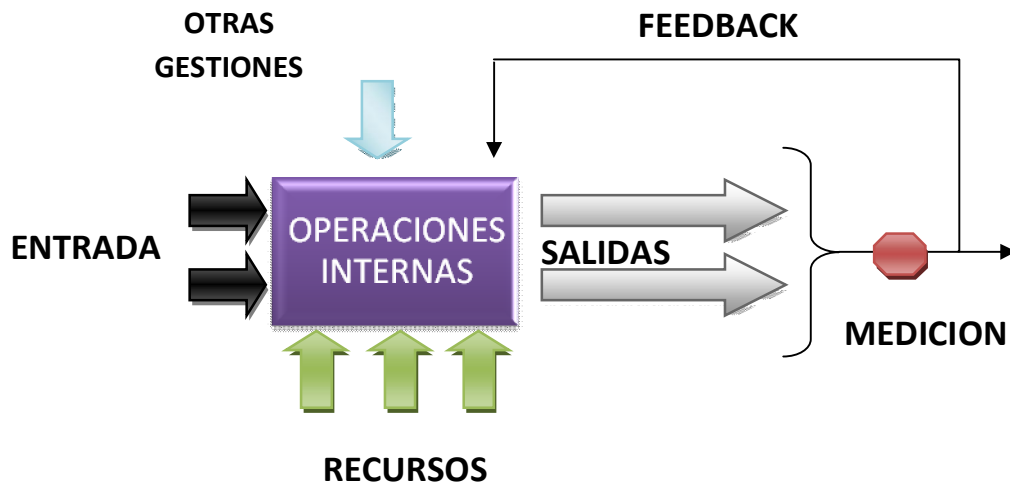 OTRAS
GESTIONES
FEEDBACK
ENTRADA
OPERACIONES
INTERNAS
SALIDAS
MEDICION
RECURSOS